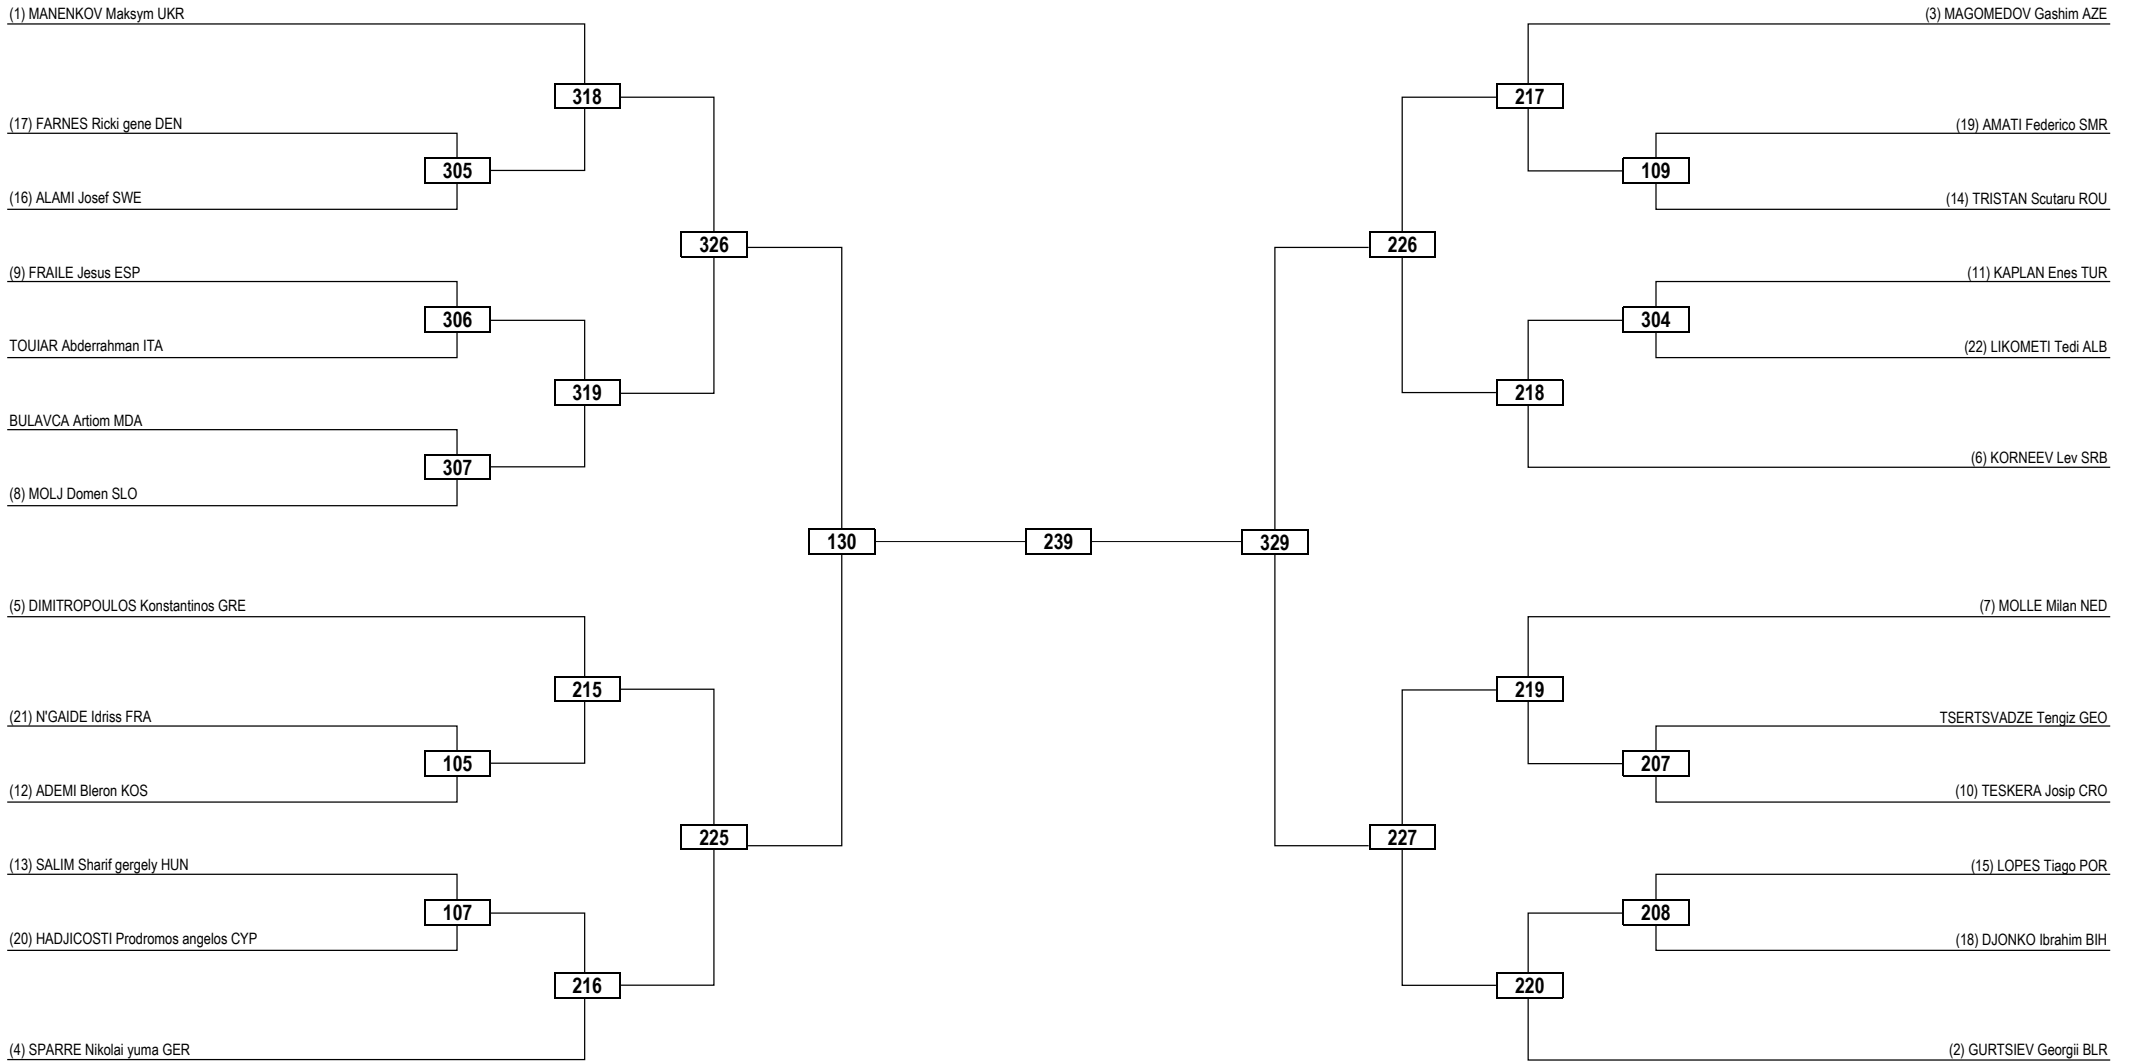 (1) MANENKOV Maksym UKR
318
(17) FARNES Ricki gene DEN
305
(16) ALAMI Josef SWE
326
(9) FRAILE Jesus ESP
306
TOUIAR Abderrahman ITA
319
BULAVCA Artiom MDA
307
(8) MOLJ Domen SLO
130
(5) DIMITROPOULOS Konstantinos GRE
215
(21) N'GAIDE Idriss FRA
105
(12) ADEMI Bleron KOS
225
(13) SALIM Sharif gergely HUN
107
(20) HADJICOSTI Prodromos angelos CYP
216
(4) SPARRE Nikolai yuma GER
239
(3) MAGOMEDOV Gashim AZE
217
(19) AMATI Federico SMR
109
(14) TRISTAN Scutaru ROU
226
(11) KAPLAN Enes TUR
304
(22) LIKOMETI Tedi ALB
218
(6) KORNEEV Lev SRB
329
(7) MOLLE Milan NED
219
TSERTSVADZE Tengiz GEO
207
(10) TESKERA Josip CRO
227
(15) LOPES Tiago POR
208
(18) DJONKO Ibrahim BIH
220
(2) GURTSIEV Georgii BLR